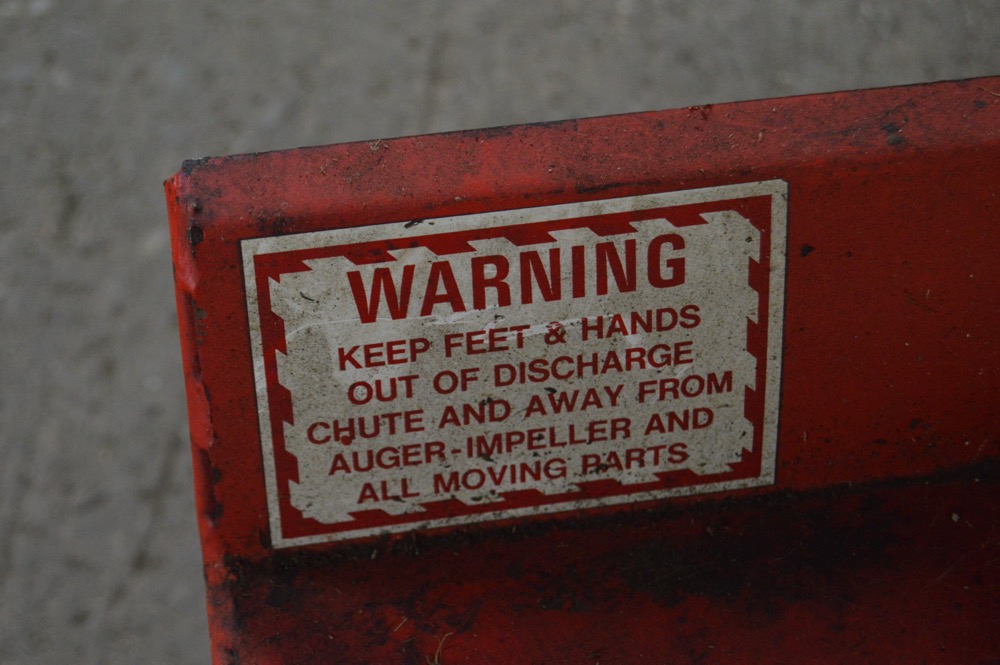 WARNING
KEEP FEET & HANDS
OUT OF DISCHARGE
CHUTE AND AWAY FROM
AUGER-IMPELLER AND
ALL MOVING PARTS